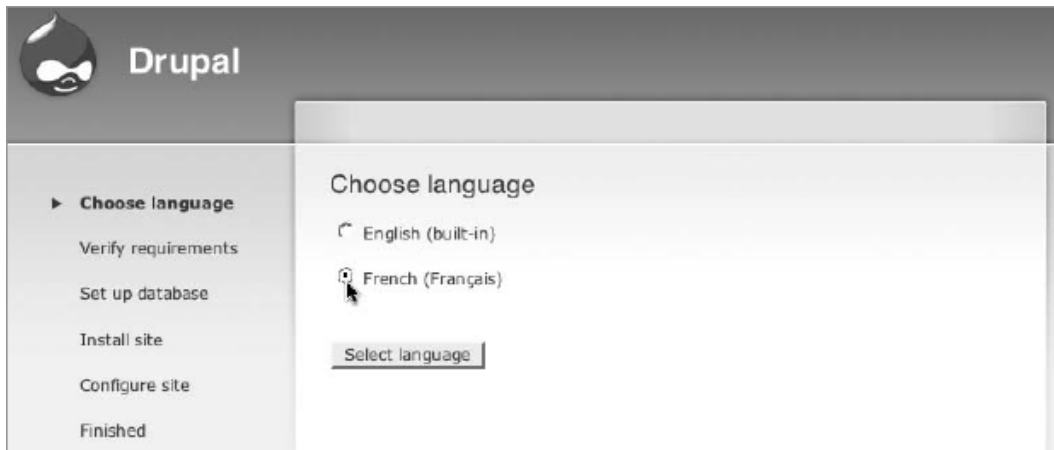 Drupal
Choose language
Verify requirements
Set up database
Install site
Configure site
Finished
Choose language
English (built-in)
French (Français)
Select language